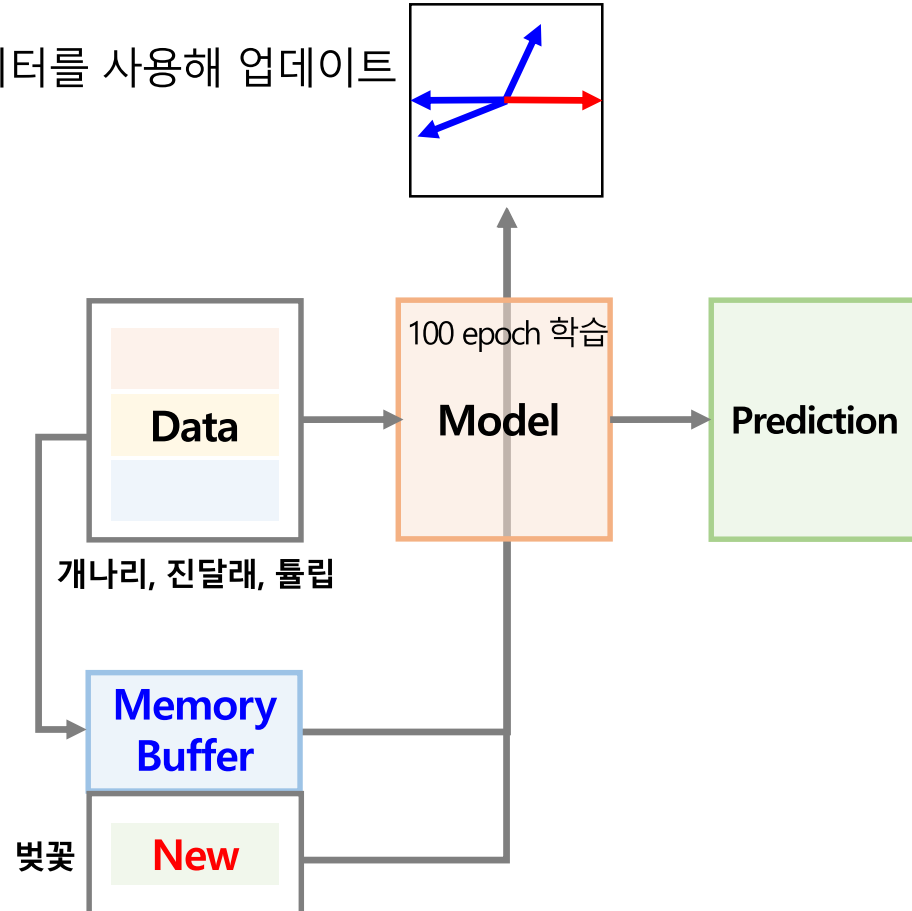 터를 사용해 업데이트
100 epoch 학습
Data
Model
Prediction
개나리, 진달래, 튤립
Memory
Buffer
벚꽃
New